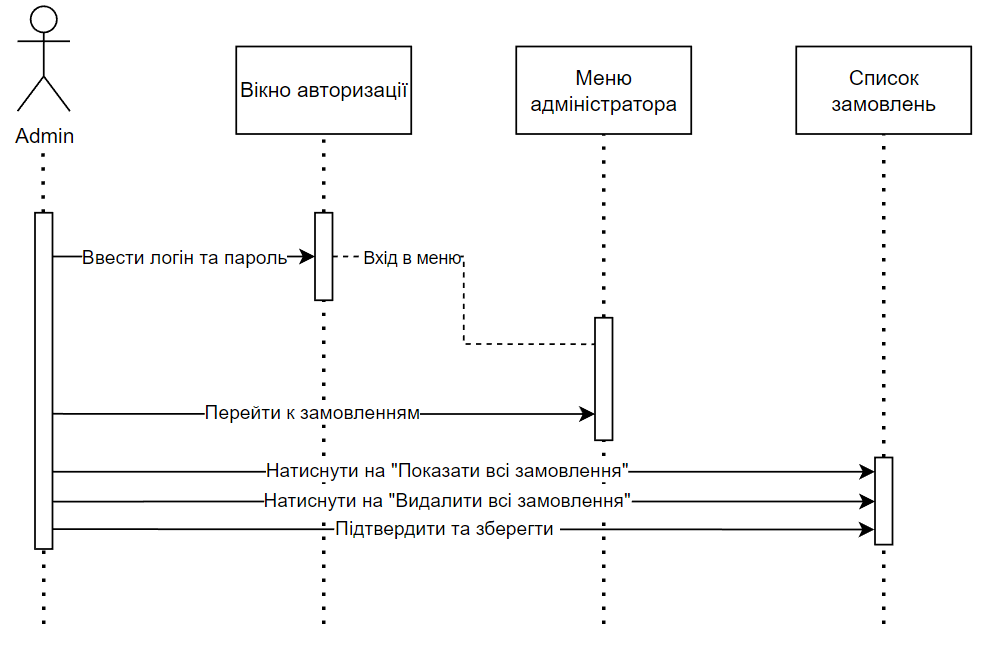 Admin
Вікно авторизації
Меню
адміністратора
Список
замовлень
Ввести логін та пароль
Вхід в меню
Перейти к замовленням
Натиснути на "Показати всі замовлення"
Натиснути на "Видалити всі замовлення"
Підтвердити та зберегти